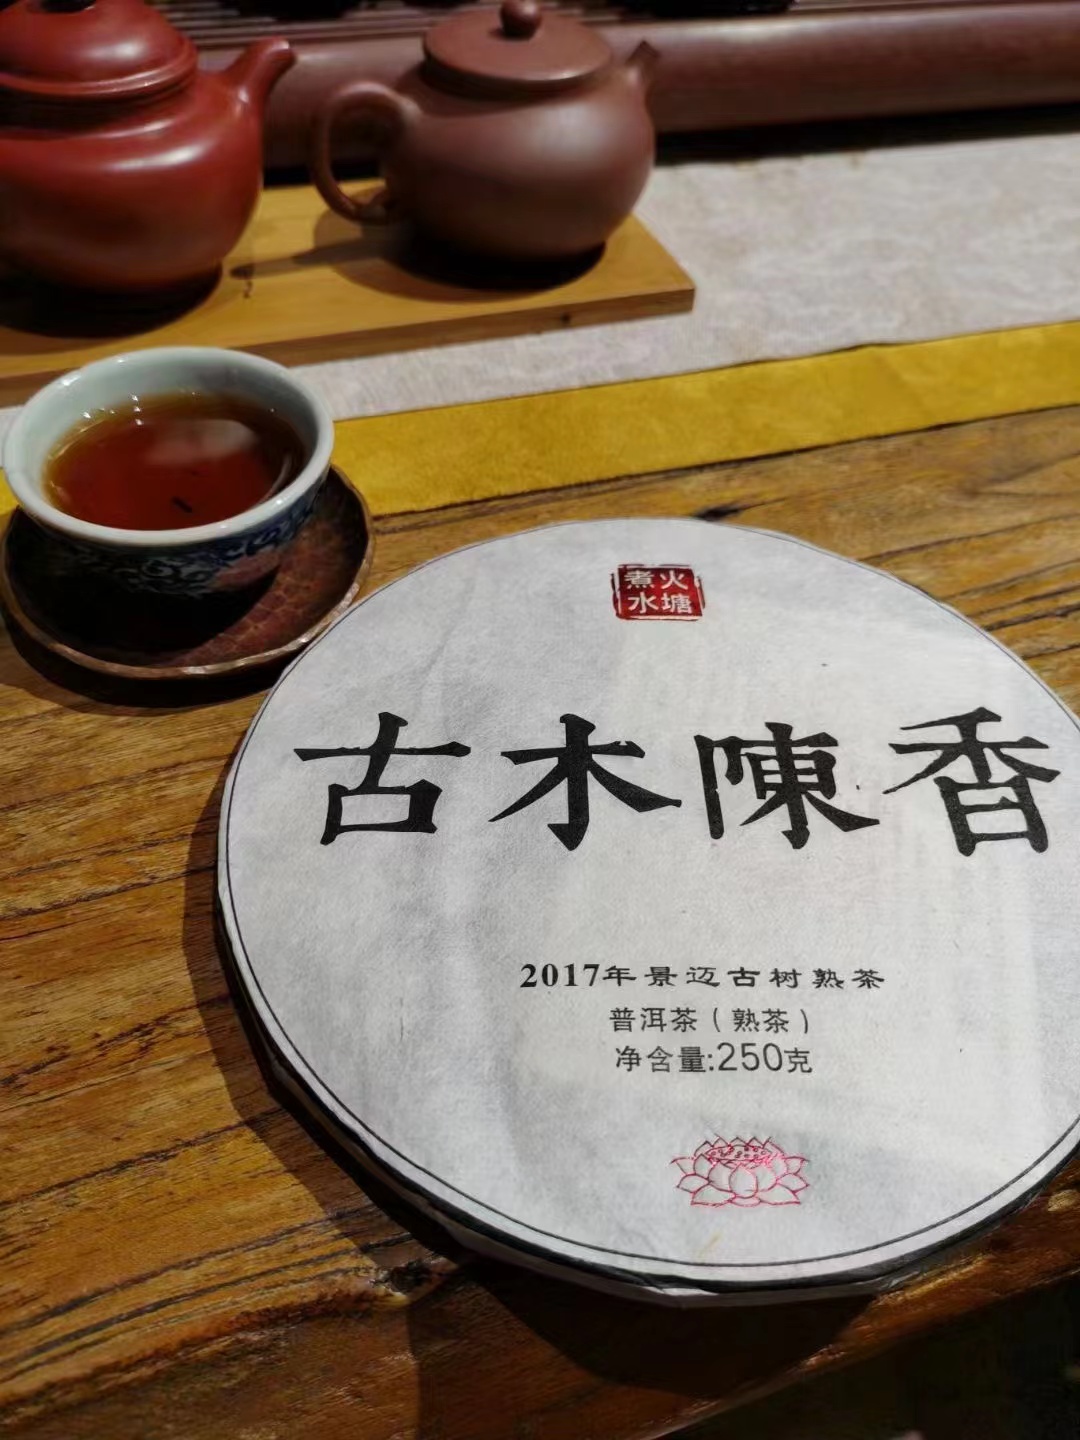 火塘
煮水
古木陳香
2017年景迈古树熟茶
普洱茶（熟茶）
净含量:250克